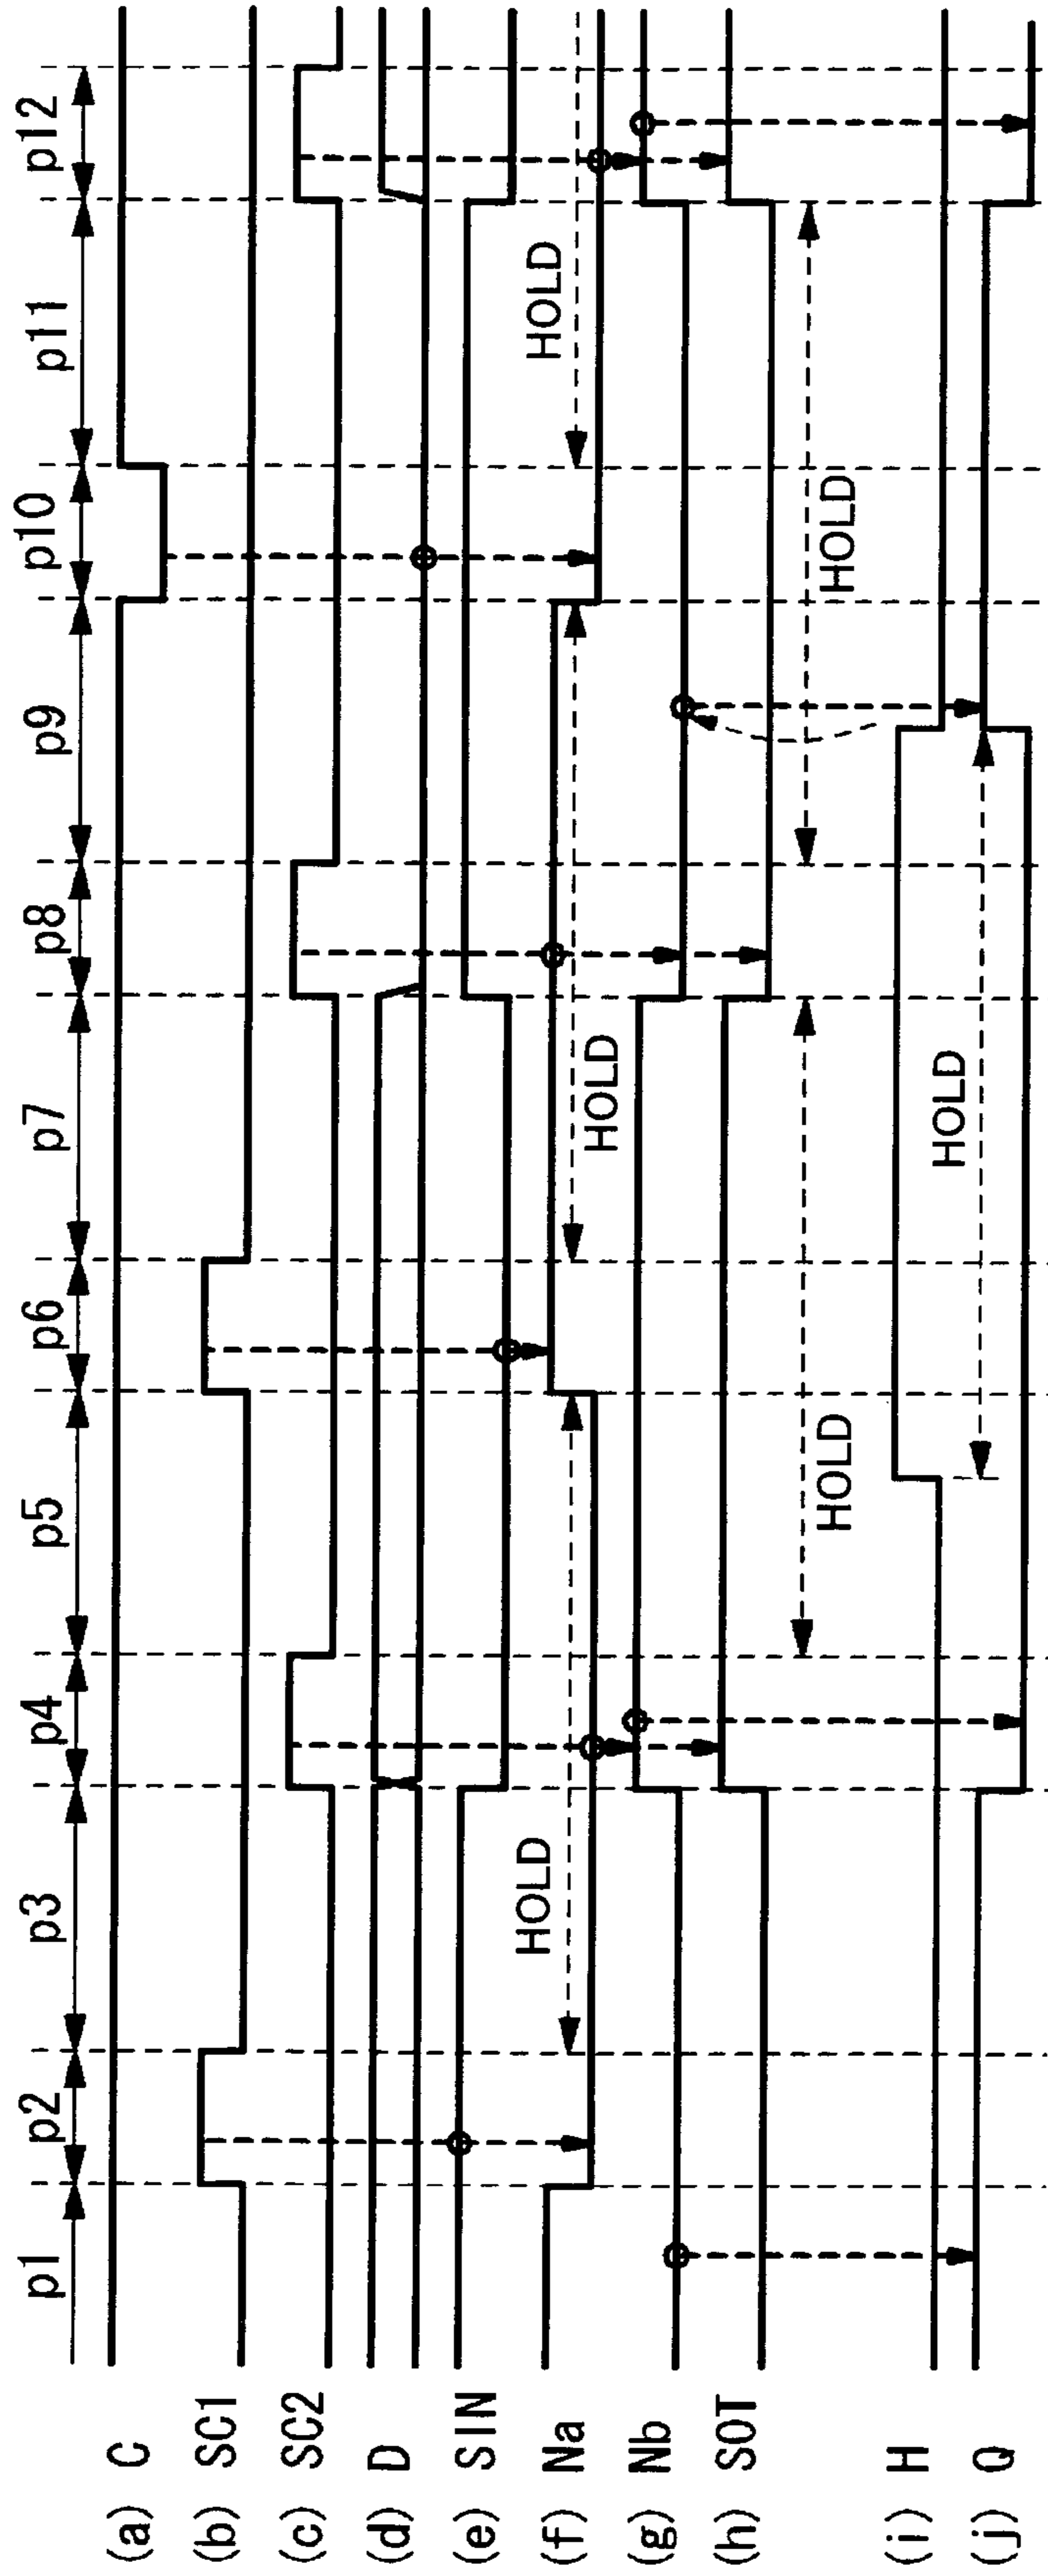 p1 p2 p3 p4 p5 p6 p7 p8 p9 p10 p11 p12
(a) C
(b) SC1
(c) SC2
(d) D
(e) SIN
HOLD HOLD HOLD
(f) Na
(g) Nb
(h) SOT
HOLD HOLD
(i) H
HOLD
(j) Q